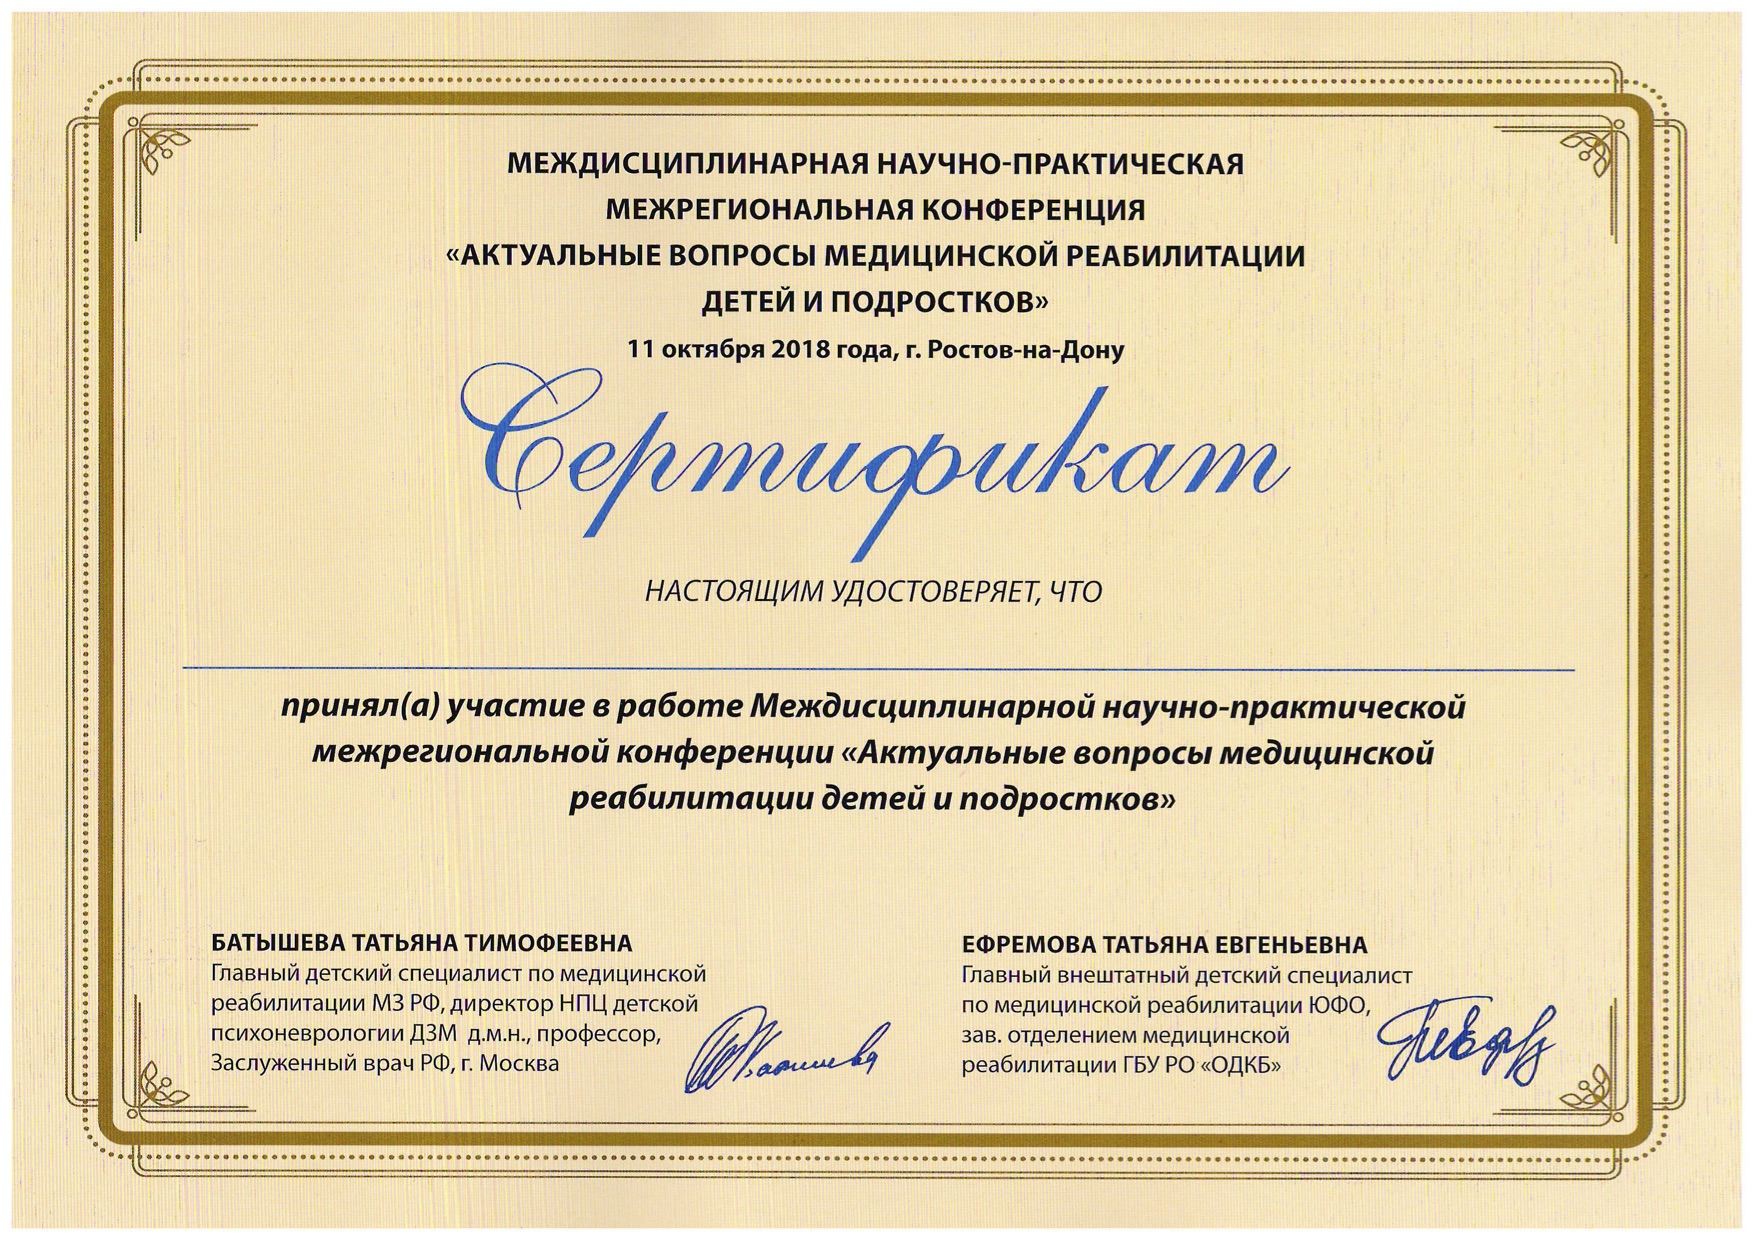 МЕЖДИСЦИПЛИНАРНАЯ НАУЧНО-ПРАКТИЧЕСКАЯ
МЕЖРЕГИОНАЛЬНАЯ КОНФЕРЕНЦИЯ
«АКТУАЛЬНЫЕ ВОПРОСЫ МЕДИЦИНСКОЙ РЕАБИЛИТАЦИИ
ДЕТЕЙ И ПОДРОСТКОВ»
11 октября 2018 года, г. Ростов-на-Дону
Сертификат
НАСТОЯЩИМ УДОСТОВЕРЯЕТ, ЧТО
принял(а) участие в работе Междисциплинарной научно-практической
межрегиональной конференции «Актуальные вопросы медицинской
реабилитации детей и подростков»
БАТЫШЕВА ТАТЬЯНА ТИМОФЕЕВНА
Главный детский специалист по медицинской
реабилитации МЗ РФ, директор НПЦ детской
психоневрологии ДЗМ д.м.н., профессор,
Заслуженный врач РФ, г. Москва
ЕФРЕМОВА ТАТЬЯНА ЕВГЕНЬЕВНА
Главный внештатный детский специалист
по медицинской реабилитации ЮФО,
зав. отделением медицинской
реабилитации ГБУ РО «ОДКБ»